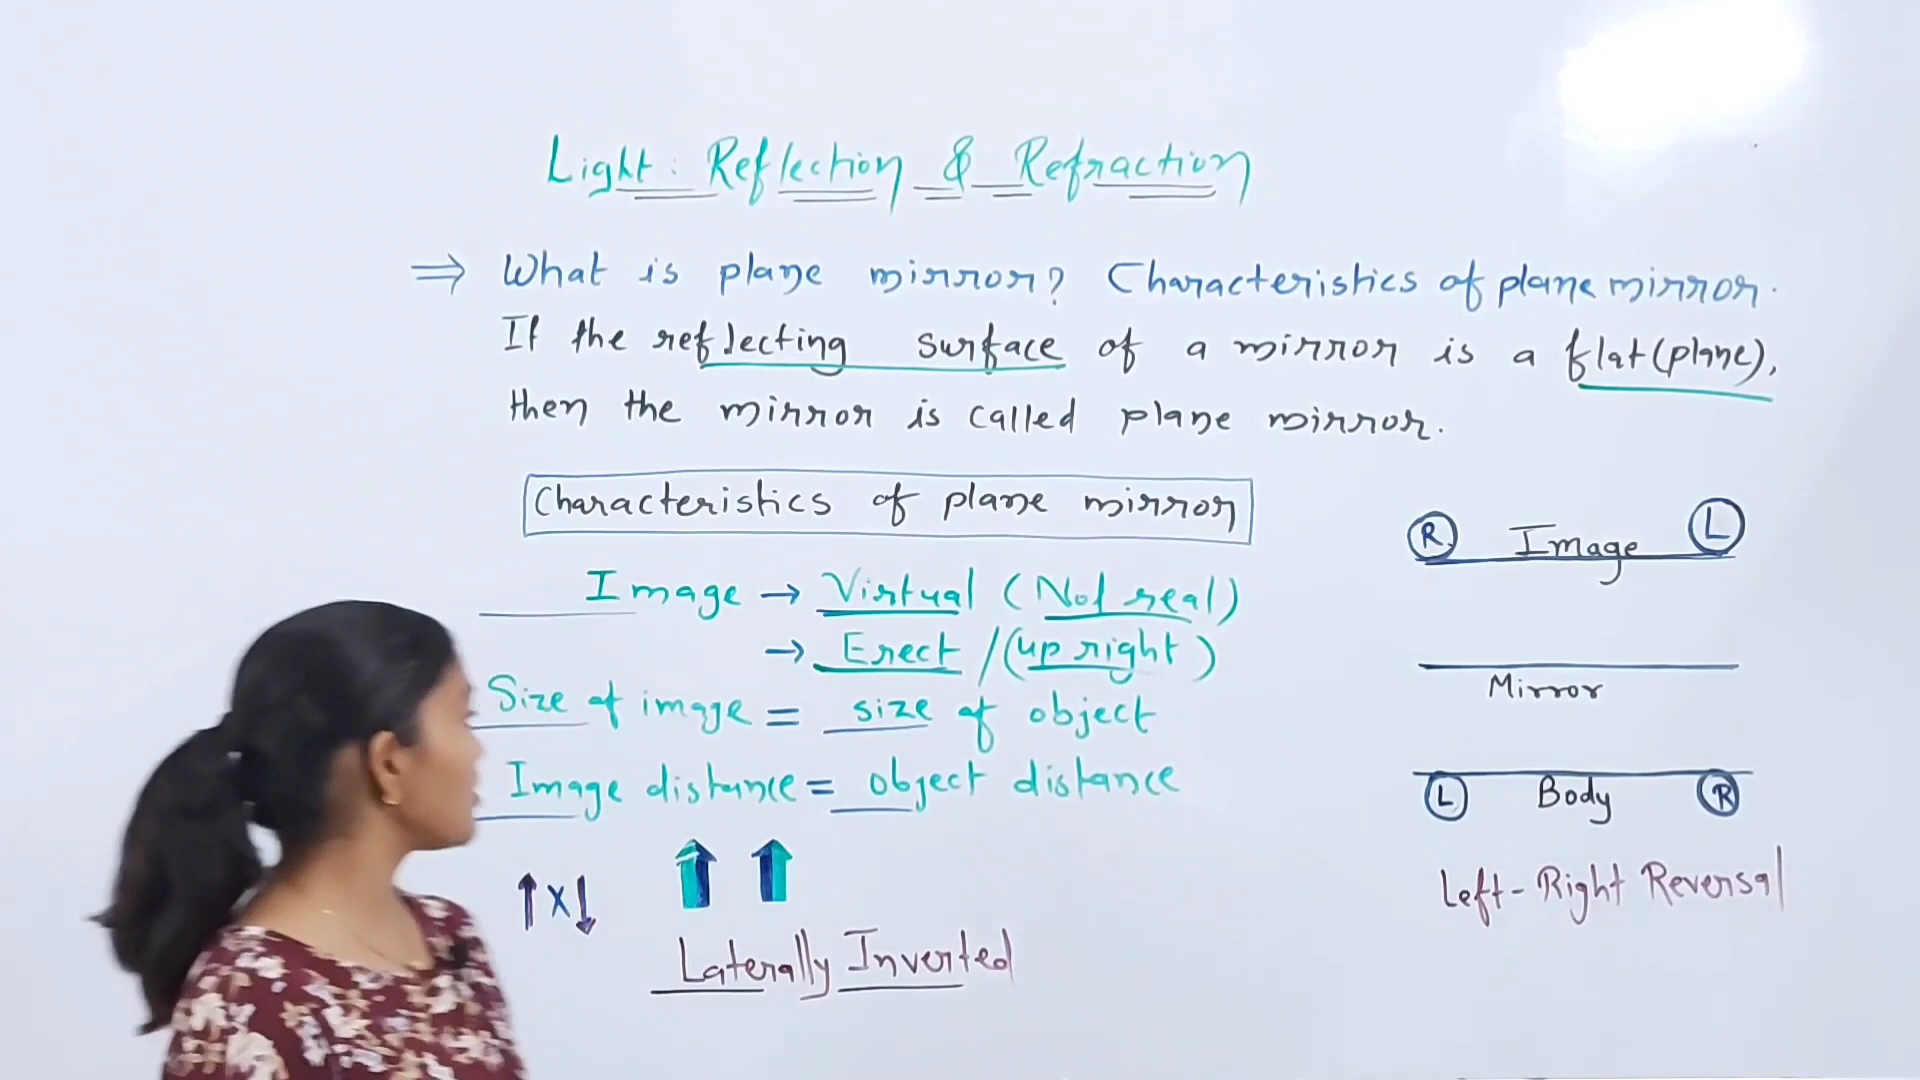 Light: Reflection & Refraction
⇒ What is plane mirror? Characteristics of plane mirror.
If the reflecting surface of a mirror is a flat(plane),
then the mirror is called plane mirror.
Characteristics of plane mirror
Image → Virtual (Not real)
→ Erect /(up right)
Size of image = size of object
Image distance = object distance
↑ X ↓
Laterally Inverted
R Image L
Mirror
L Body R
Left-Right Reversal